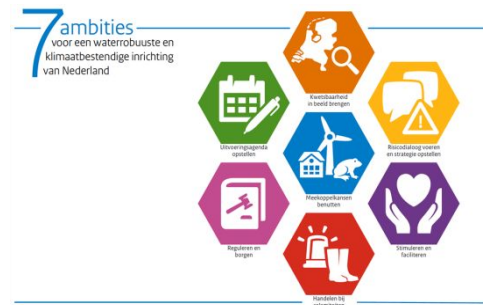 7 ambities
voor een waterrobuuste en
klimaatbestendige inrichting
van Nederland
Kwetsbaarheid
in beeld brengen
Uitvoeringsagenda
opstellen
Risicodialoog voeren
en strategie opstellen
Meekoppelkansen
benutten
Reguleren en
borgen
Stimuleren en
faciliteren
Handelen bij
calamiteiten